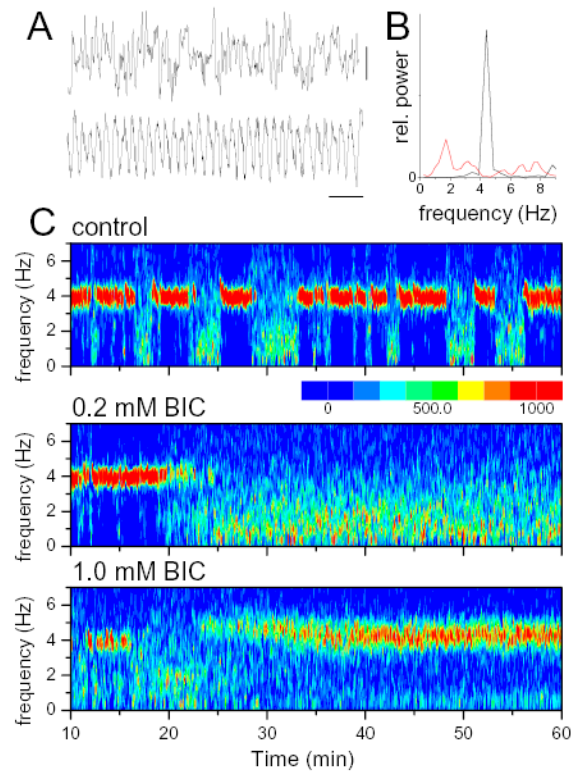 A
B
rel. power
0
2 4 6 8
frequency (Hz)
C
control
frequency (Hz)
6
4
2
0
0 500.0 1000
0.2 mM BIC
frequency (Hz)
6
4
2
0
1.0 mM BIC
frequency (Hz)
6
4
2
0
10 20 30 40 50 60
Time (min)